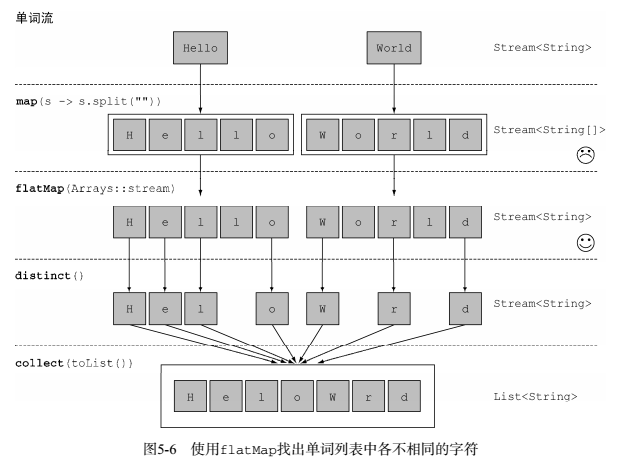 单词流
Hello World Stream<String>
map(s -> s.split(""))
H e l l o W o r l d Stream<String[]>
flatMap(Arrays::stream)
H e l l o W o r l d Stream<String>
distinct()
H e l o W r d Stream<String>
collect(toList())
H e l o W r d List<String>
图5-6 使用flatMap找出单词列表中各不相同的字符